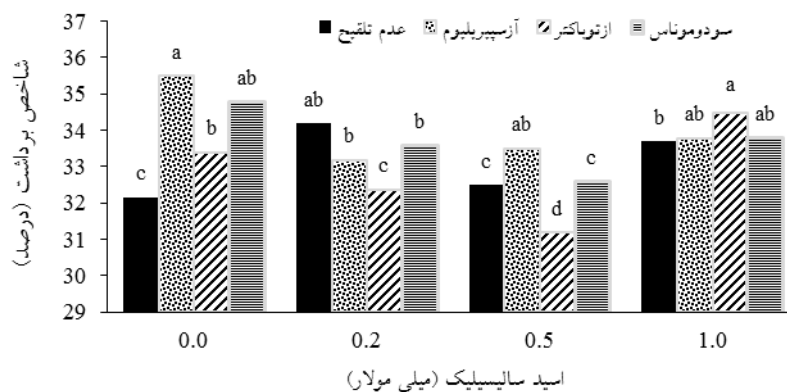 عدم تلقیح آزسپیریلیوم ازتوباکتر سودوموناس
شاخص برداشت (درصد)
37
36
35
34
33
32
31
30
29
c a b ab
ab b c b
c ab d c
b ab a ab
0.0 0.2 0.5 1.0
اسید سالیسیلیک (میلی مولار)